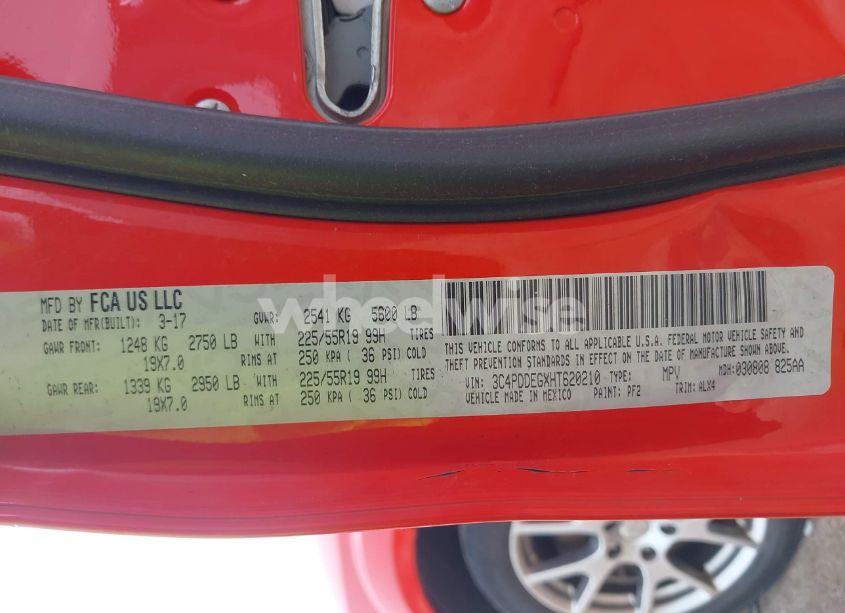 MFD BY FCA US LLC
DATE OF MFR(BUILT): 3-17 GVWR: 2541 KG 5600 LB
GAWR FRONT: 1248 KG 2750 LB WITH 225/55R19 99H TIRES
19X7.0 RIMS AT 250 KPA ( 36 PSI) COLD
GAWR REAR: 1339 KG 2950 LB WITH 225/55R19 99H TIRES
19X7.0 RIMS AT 250 KPA ( 36 PSI) COLD
THIS VEHICLE CONFORMS TO ALL APPLICABLE U.S.A. FEDERAL MOTOR VEHICLE SAFETY AND
THEFT PREVENTION STANDARDS IN EFFECT ON THE DATE OF MANUFACTURE SHOWN ABOVE.
VIN: 3C4PDDEGXHT620210 TYPE: MPV MDH:030808 825AA
VEHICLE MADE IN MEXICO PAINT: PF2 TRIM: ALX4
wheelwise